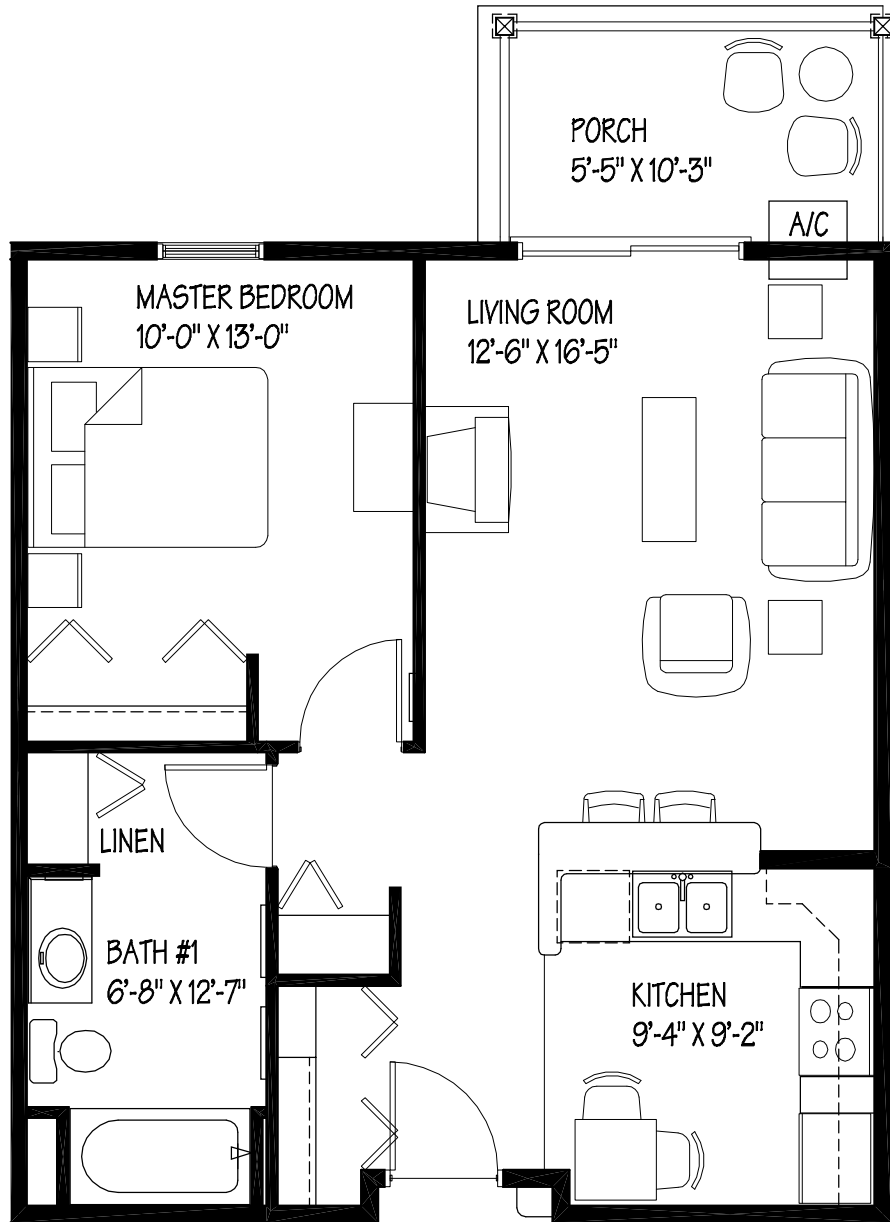 PORCH
5'-5" X 10'-3"
A/C
MASTER BEDROOM
10'-0" X 13'-0"
LIVING ROOM
12'-6" X 16'-5"
LINEN
BATH #1
6'-8" X 12'-7"
KITCHEN
9'-4" X 9'-2"